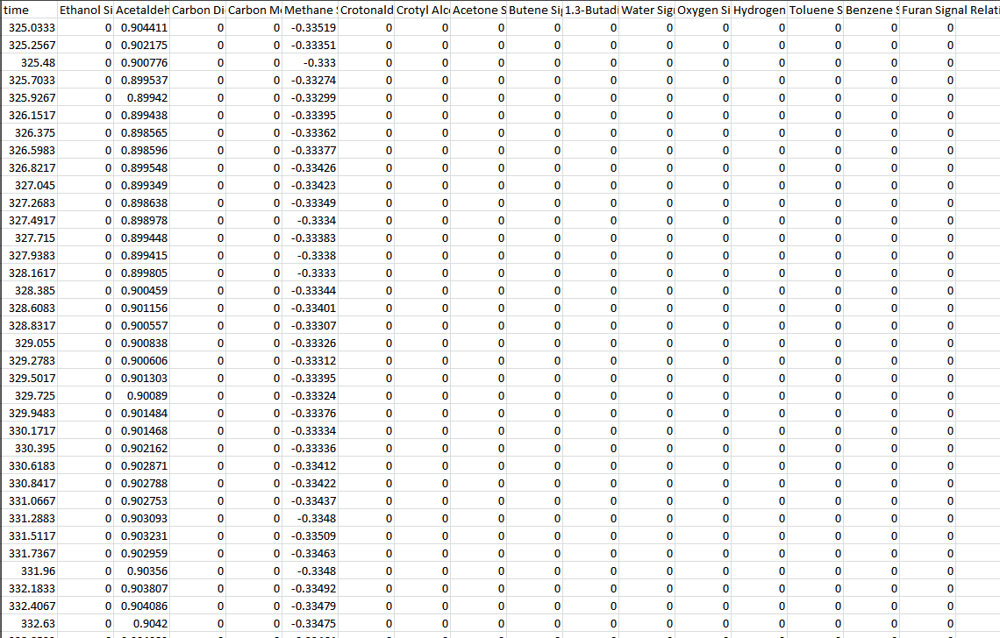 time Ethanol Si Acetaldeh Carbon Di Carbon Mo Methane S Crotonald Crotyl Alco Acetone S Butene Sig 1.3-Butadi Water Sig Oxygen Si Hydrogen Toluene S Benzene S Furan Signal Relati
325.0333 0 0.904411 0 0 -0.33519 0 0 0 0 0 0 0 0 0 0 0
325.2567 0 0.902175 0 0 -0.33351 0 0 0 0 0 0 0 0 0 0 0
325.48 0 0.900776 0 0 -0.333 0 0 0 0 0 0 0 0 0 0 0
325.7033 0 0.899537 0 0 -0.33274 0 0 0 0 0 0 0 0 0 0 0
325.9267 0 0.89942 0 0 -0.33299 0 0 0 0 0 0 0 0 0 0 0
326.1517 0 0.899438 0 0 -0.33395 0 0 0 0 0 0 0 0 0 0 0
326.375 0 0.898565 0 0 -0.33362 0 0 0 0 0 0 0 0 0 0 0
326.5983 0 0.898596 0 0 -0.33377 0 0 0 0 0 0 0 0 0 0 0
326.8217 0 0.899548 0 0 -0.33426 0 0 0 0 0 0 0 0 0 0 0
327.045 0 0.899349 0 0 -0.33423 0 0 0 0 0 0 0 0 0 0 0
327.2683 0 0.898638 0 0 -0.33349 0 0 0 0 0 0 0 0 0 0 0
327.4917 0 0.898978 0 0 -0.3334 0 0 0 0 0 0 0 0 0 0 0
327.715 0 0.899448 0 0 -0.33383 0 0 0 0 0 0 0 0 0 0 0
327.9383 0 0.899415 0 0 -0.3338 0 0 0 0 0 0 0 0 0 0 0
328.1617 0 0.899805 0 0 -0.3333 0 0 0 0 0 0 0 0 0 0 0
328.385 0 0.900459 0 0 -0.33344 0 0 0 0 0 0 0 0 0 0 0
328.6083 0 0.901156 0 0 -0.33401 0 0 0 0 0 0 0 0 0 0 0
328.8317 0 0.900557 0 0 -0.33307 0 0 0 0 0 0 0 0 0 0 0
329.055 0 0.900838 0 0 -0.33326 0 0 0 0 0 0 0 0 0 0 0
329.2783 0 0.900606 0 0 -0.33312 0 0 0 0 0 0 0 0 0 0 0
329.5017 0 0.901303 0 0 -0.33395 0 0 0 0 0 0 0 0 0 0 0
329.725 0 0.90089 0 0 -0.33324 0 0 0 0 0 0 0 0 0 0 0
329.9483 0 0.901484 0 0 -0.33376 0 0 0 0 0 0 0 0 0 0 0
330.1717 0 0.901468 0 0 -0.33334 0 0 0 0 0 0 0 0 0 0 0
330.395 0 0.902162 0 0 -0.33336 0 0 0 0 0 0 0 0 0 0 0
330.6183 0 0.902871 0 0 -0.33412 0 0 0 0 0 0 0 0 0 0 0
330.8417 0 0.902788 0 0 -0.33422 0 0 0 0 0 0 0 0 0 0 0
331.0667 0 0.902753 0 0 -0.33437 0 0 0 0 0 0 0 0 0 0 0
331.2883 0 0.903093 0 0 -0.3348 0 0 0 0 0 0 0 0 0 0 0
331.5117 0 0.903231 0 0 -0.33509 0 0 0 0 0 0 0 0 0 0 0
331.7367 0 0.902959 0 0 -0.33463 0 0 0 0 0 0 0 0 0 0 0
331.96 0 0.90356 0 0 -0.3348 0 0 0 0 0 0 0 0 0 0 0
332.1833 0 0.903807 0 0 -0.33492 0 0 0 0 0 0 0 0 0 0 0
332.4067 0 0.904086 0 0 -0.33479 0 0 0 0 0 0 0 0 0 0 0
332.63 0 0.9042 0 0 -0.33475 0 0 0 0 0 0 0 0 0 0 0